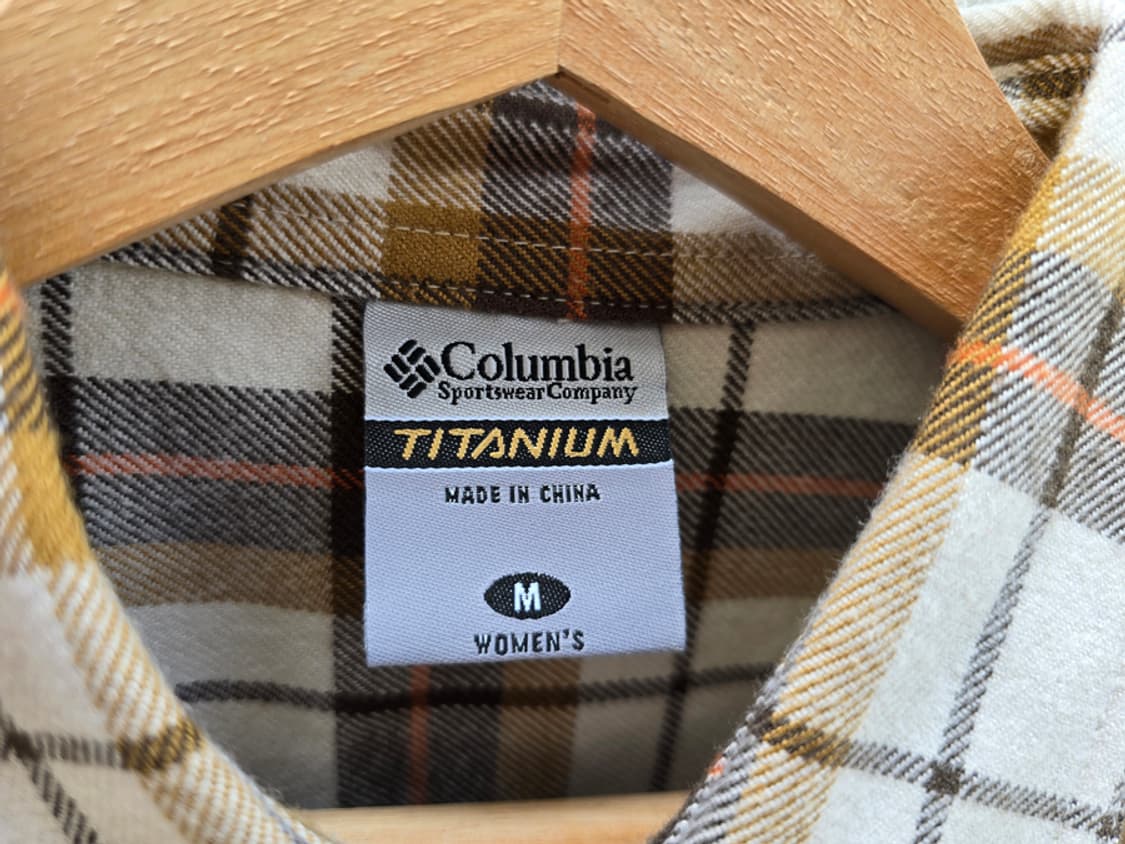 Columbia
Sportswear Company
TITANIUM
MADE IN CHINA
M
WOMEN'S